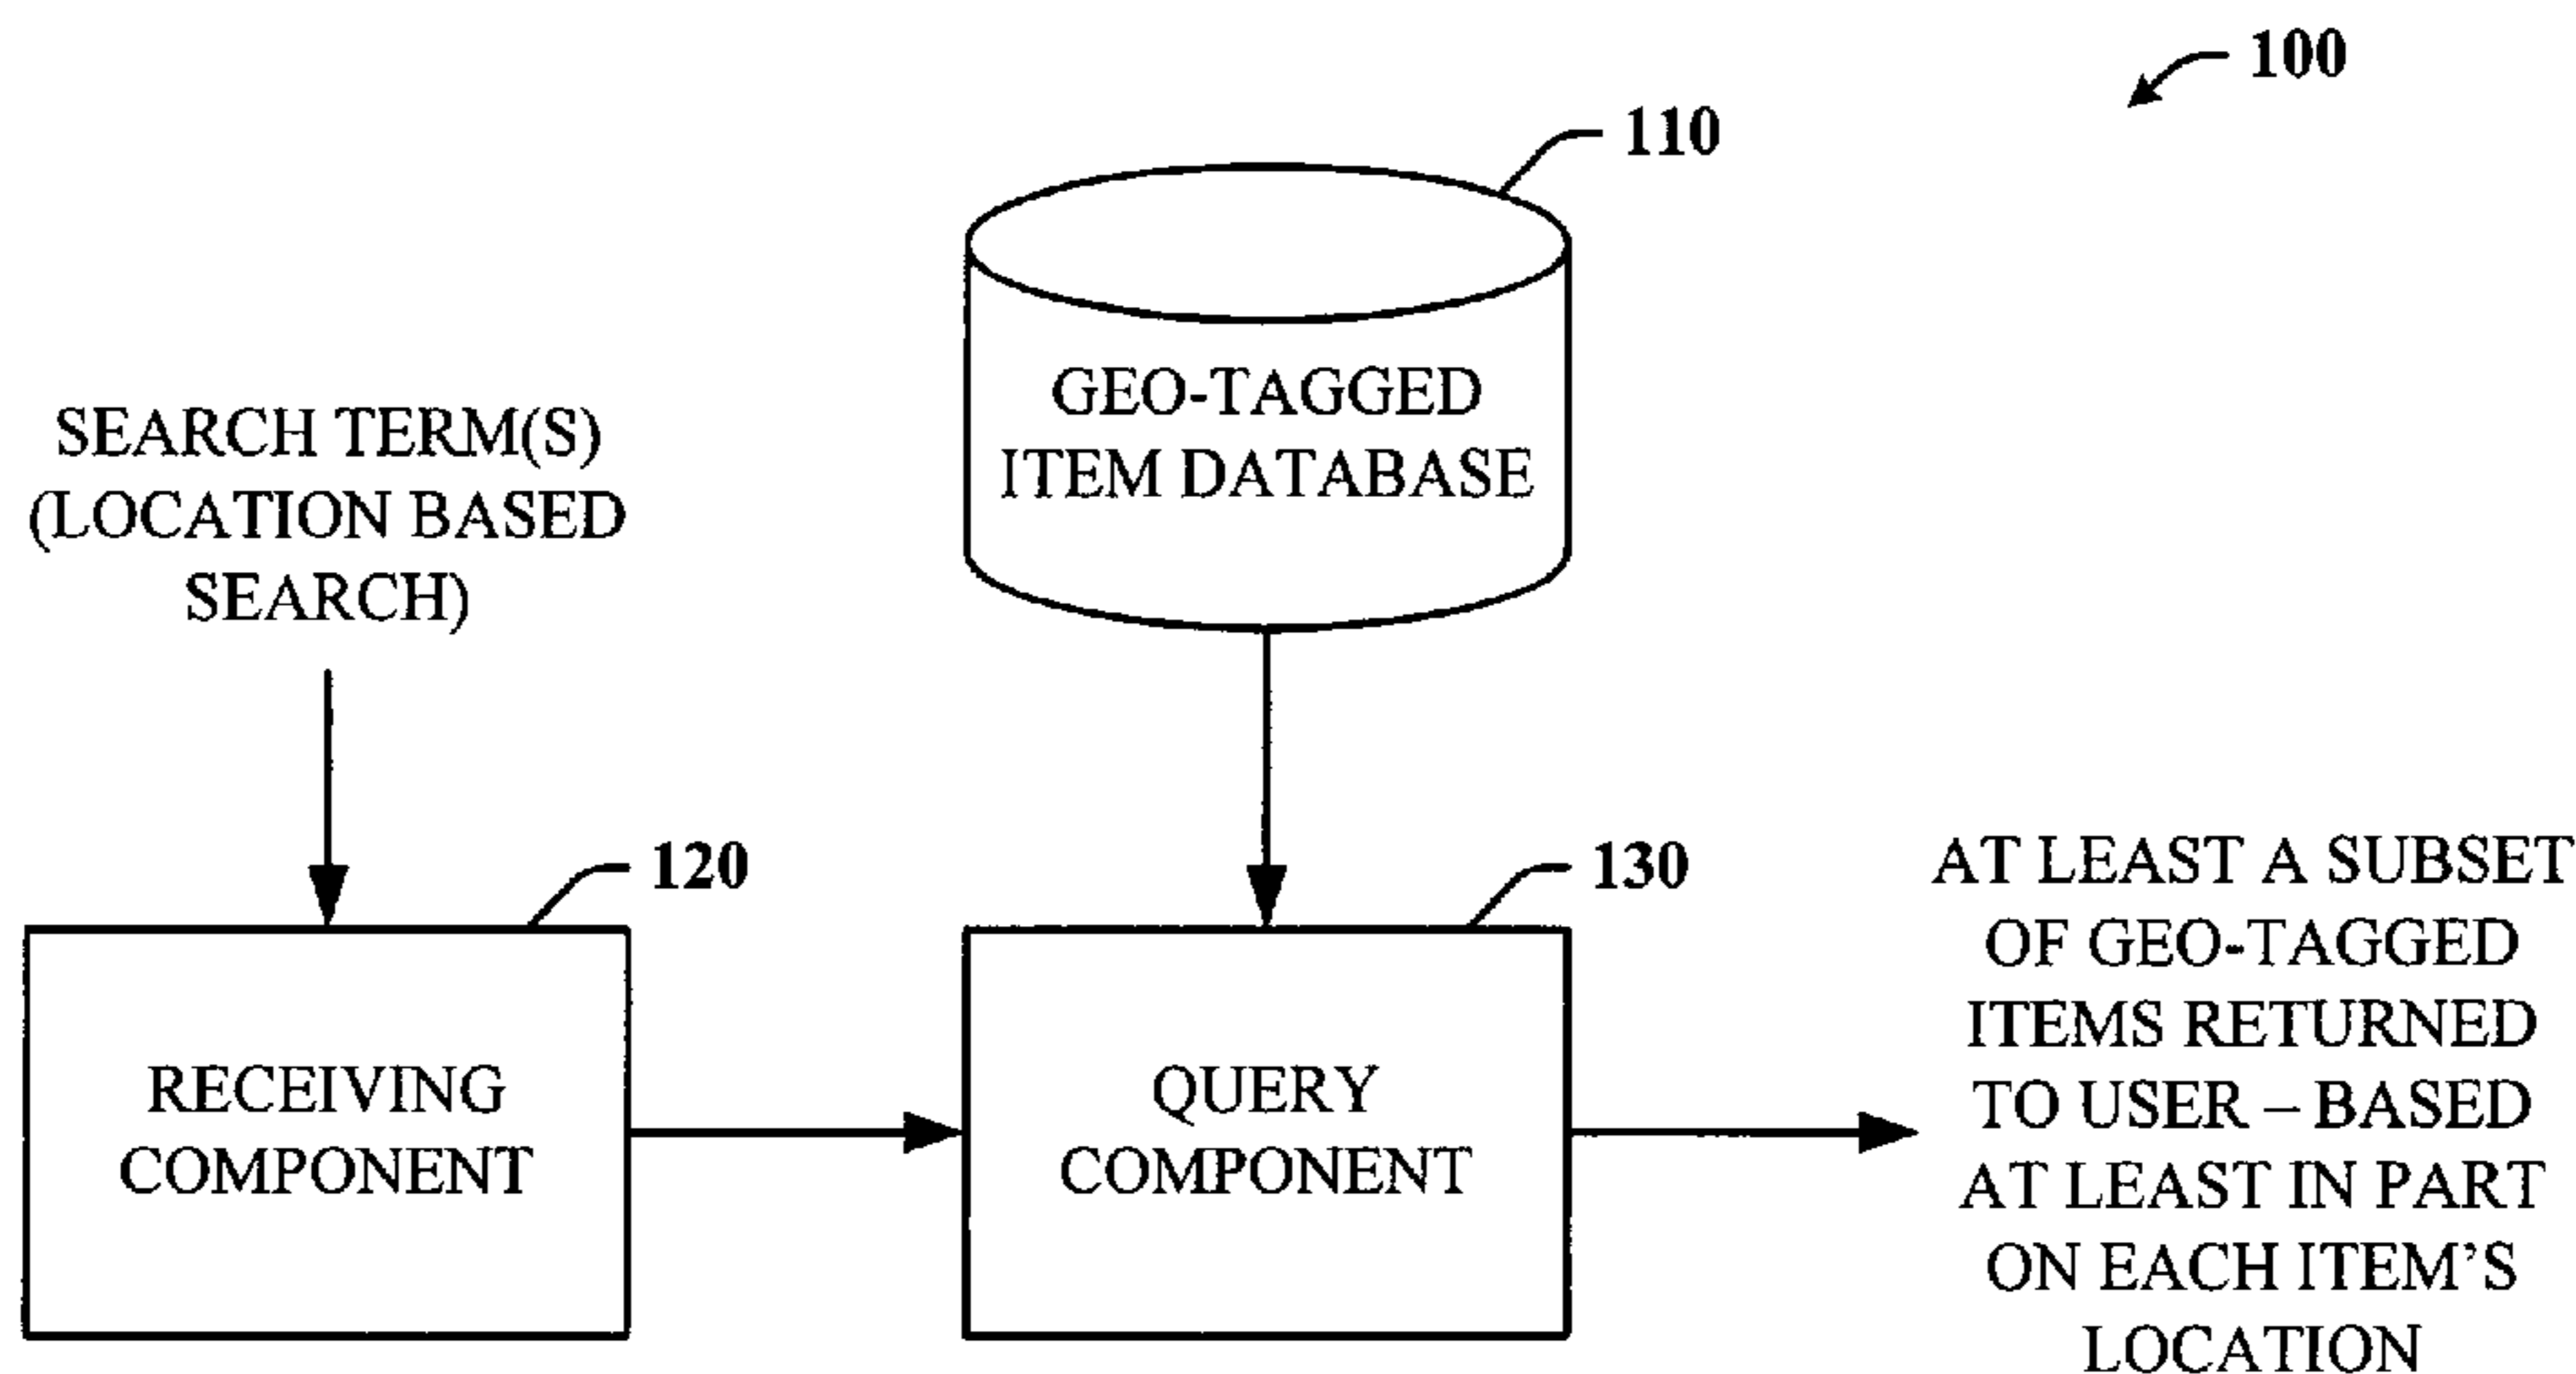 100
110
GEO-TAGGED
ITEM DATABASE
SEARCH TERM(S)
(LOCATION BASED
SEARCH)
120
RECEIVING
COMPONENT
130
QUERY
COMPONENT
AT LEAST A SUBSET
OF GEO-TAGGED
ITEMS RETURNED
TO USER – BASED
AT LEAST IN PART
ON EACH ITEM’S
LOCATION